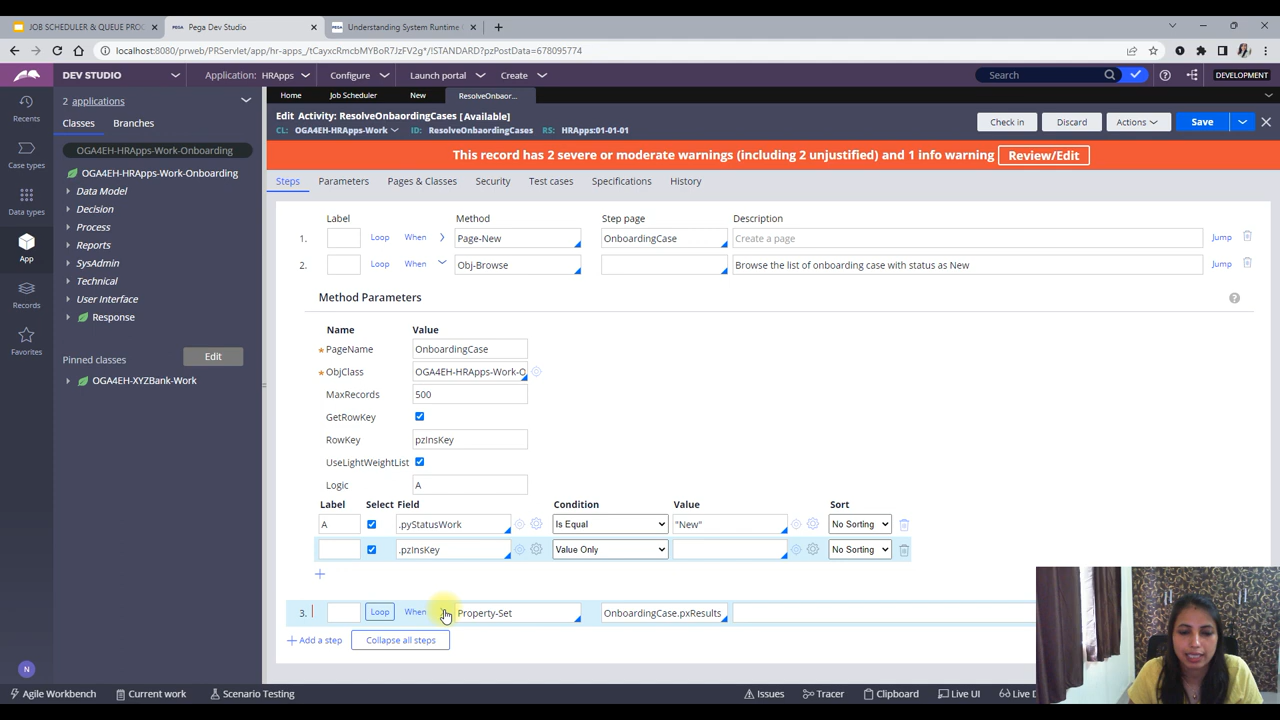 JOB SCHEDULER & QUEUE PROC
Pega Dev Studio
Understanding System Runtime C
localhost:8080/prweb/PRServlet/app/hr-apps_/tCayxcRmcbMYBoR7JzFV2g*/!STANDARD?pzPostData=678095774
DEV STUDIO
Application: HRApps
Configure
Launch portal
Create
Search
DEVELOPMENT
Recents
Case types
Data types
App
Records
Favorites
N
2 applications
Classes
Branches
OGA4EH-HRApps-Work-Onboarding
OGA4EH-HRApps-Work-Onboarding
Data Model
Decision
Process
Reports
SysAdmin
Technical
User Interface
Response
Pinned classes
Edit
OGA4EH-XYZBank-Work
Home
Job Scheduler
New
ResolveOnbaor...
Edit Activity: ResolveOnbaordingCases [Available]
CL: OGA4EH-HRApps-Work ID: ResolveOnbaordingCases RS: HRApps:01-01-01
Check in
Discard
Actions
Save
This record has 2 severe or moderate warnings (including 2 unjustified) and 1 info warning
Review/Edit
Steps
Parameters
Pages & Classes
Security
Test cases
Specifications
History
Label
Method
Step page
Description
1. Loop When Page-New OnboardingCase Create a page Jump
2. Loop When Obj-Browse Browse the list of onboarding case with status as New Jump
Method Parameters
Name Value
PageName OnboardingCase
ObjClass OGA4EH-HRApps-Work-O
MaxRecords 500
GetRowKey
RowKey pzInsKey
UseLightWeightList
Logic A
Label Select Field Condition Value Sort
A .pyStatusWork Is Equal "New" No Sorting
.pzInsKey Value Only No Sorting
3. Loop When Property-Set OnboardingCase.pxResults
Add a step
Collapse all steps
Agile Workbench
Current work
Scenario Testing
Issues
Tracer
Clipboard
Live UI
Live D